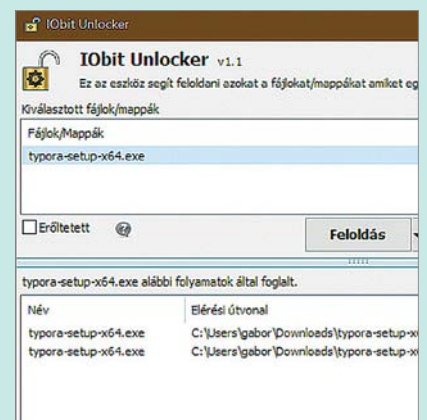 IObit Unlocker
IObit Unlocker v1.1
Ez az eszköz segít feloldani azokat a fájlokat/mappákat amiket eg
Kiválasztott fájlok/mappák
Fájlok/Mappák
typora-setup-x64.exe
Erőltetett
Feloldás
typora-setup-x64.exe alábbi folyamatok által foglalt.
Név Elérési útvonal
typora-setup-x64.exe C:\Users\gabor\Downloads\typora-setup-x
typora-setup-x64.exe C:\Users\gabor\Downloads\typora-setup-x